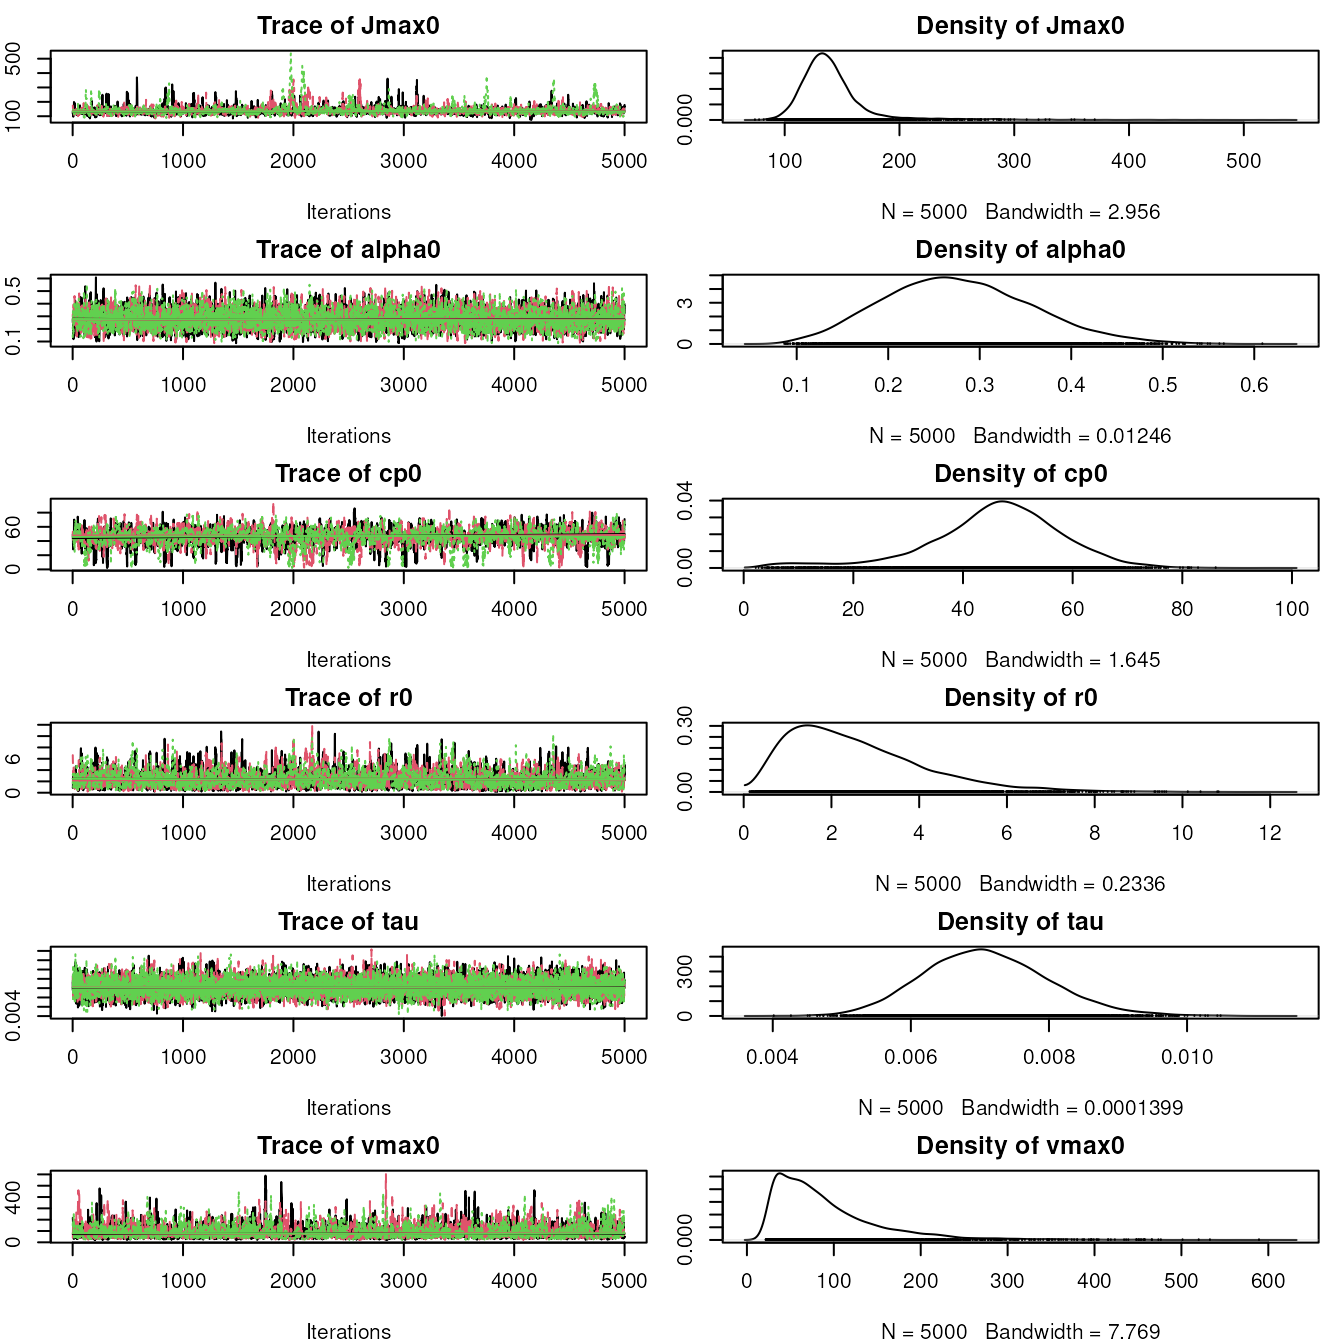 Trace of Jmax0
Density of Jmax0
100 500
0.000
0 1000 2000 3000 4000 5000
100 200 300 400 500
Iterations
N = 5000 Bandwidth = 2.956
Trace of alpha0
Density of alpha0
0.1 0.5
0 3
0 1000 2000 3000 4000 5000
0.1 0.2 0.3 0.4 0.5 0.6
Iterations
N = 5000 Bandwidth = 0.01246
Trace of cp0
Density of cp0
0 60
0.00 0.04
0 1000 2000 3000 4000 5000
0 20 40 60 80 100
Iterations
N = 5000 Bandwidth = 1.645
Trace of r0
Density of r0
0 6
0.00 0.30
0 1000 2000 3000 4000 5000
0 2 4 6 8 10 12
Iterations
N = 5000 Bandwidth = 0.2336
Trace of tau
Density of tau
0.004
0 300
0 1000 2000 3000 4000 5000
0.004 0.006 0.008 0.010
Iterations
N = 5000 Bandwidth = 0.0001399
Trace of vmax0
Density of vmax0
0 400
0.000
0 1000 2000 3000 4000 5000
0 100 200 300 400 500 600
Iterations
N = 5000 Bandwidth = 7.769